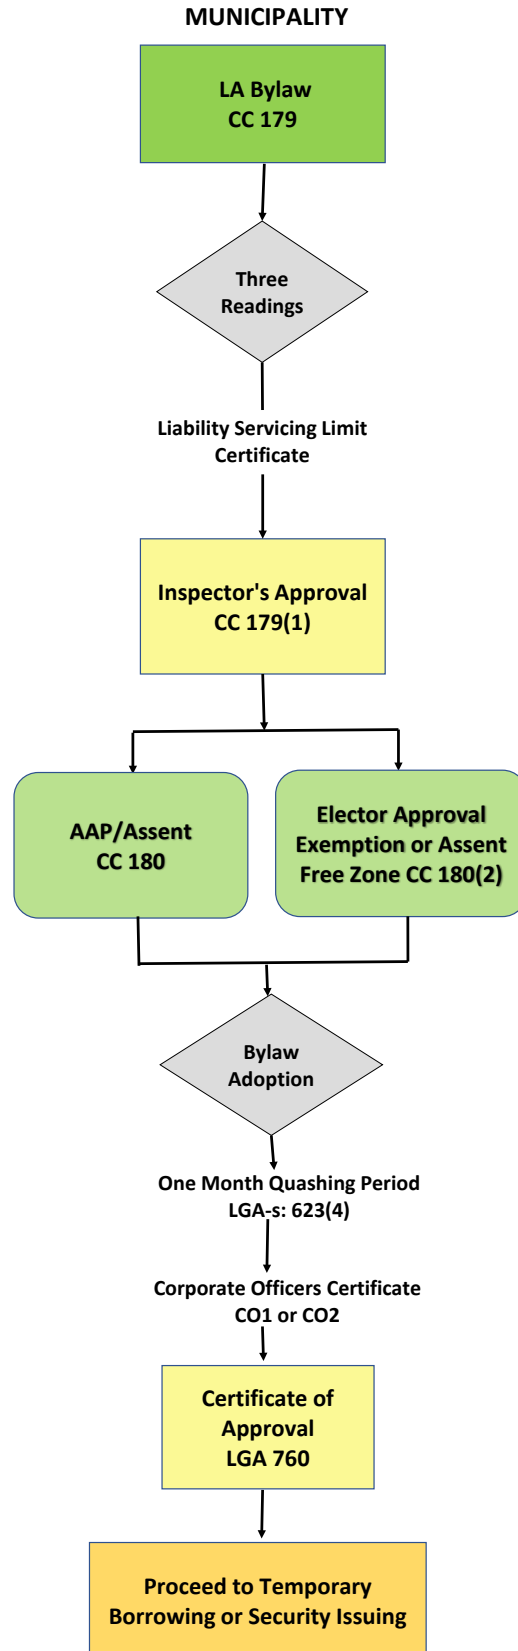 MUNICIPALITY
LA Bylaw
CC 179
Three
Readings
Liability Servicing Limit
Certificate
Inspector's Approval
CC 179(1)
AAP/Assent
CC 180
Elector Approval
Exemption or Assent
Free Zone CC 180(2)
Bylaw
Adoption
One Month Quashing Period
LGA-s: 623(4)
Corporate Officers Certificate
CO1 or CO2
Certificate of
Approval
LGA 760
Proceed to Temporary
Borrowing or Security Issuing